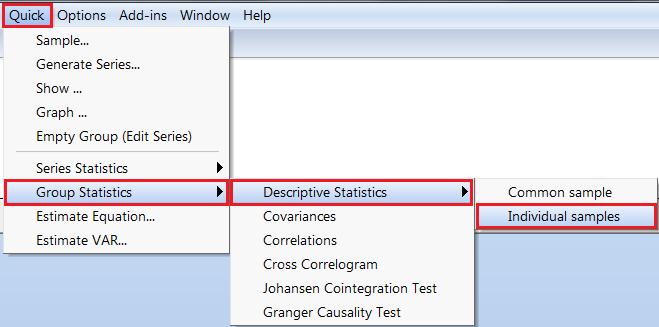 Quick Options Add-ins Window Help
Sample...
Generate Series...
Show ...
Graph ...
Empty Group (Edit Series)
Series Statistics
Group Statistics
Estimate Equation...
Estimate VAR...
Descriptive Statistics
Covariances
Correlations
Cross Correlogram
Johansen Cointegration Test
Granger Causality Test
Common sample
Individual samples